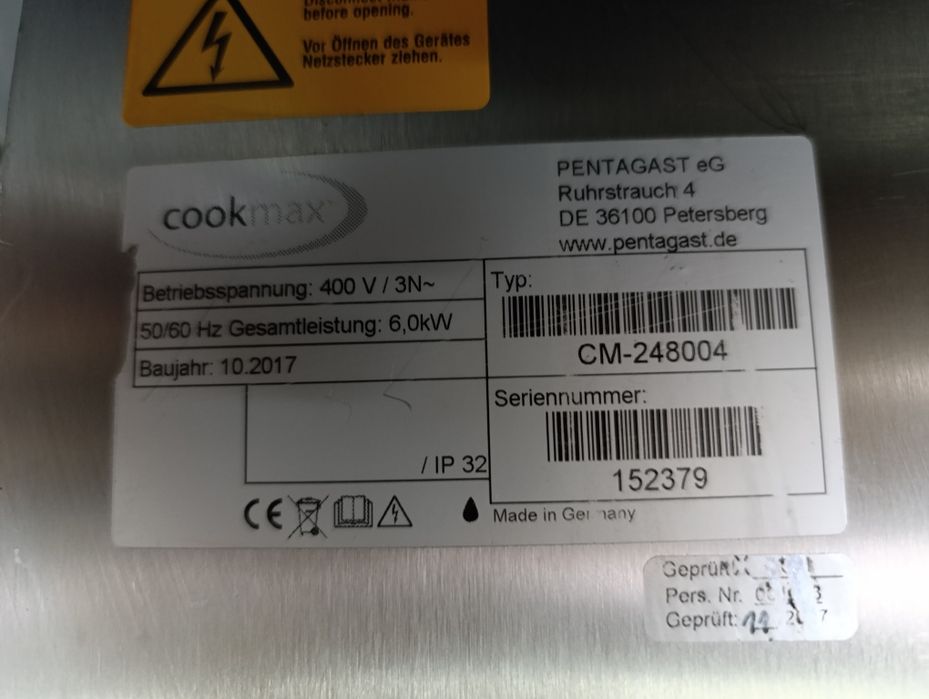 before opening.
Vor Öffnen des Gerätes
Netzstecker ziehen.
cookmax
PENTAGAST eG
Ruhrstrauch 4
DE 36100 Petersberg
www.pentagast.de
Betriebsspannung: 400 V / 3N~
50/60 Hz Gesamtleistung: 6,0kW
Baujahr: 10.2017
/ IP 32
Typ:
CM-248004
Seriennummer:
152379
CE
Made in Germany
Geprüft
Pers. Nr.
Geprüft: 11